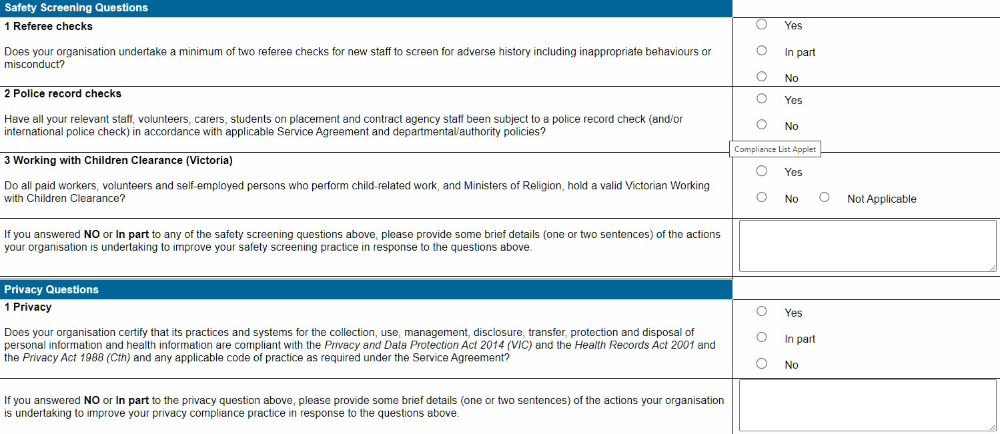 Safety Screening Questions
1 Referee checks
Yes
Does your organisation undertake a minimum of two referee checks for new staff to screen for adverse history including inappropriate behaviours or
misconduct?
In part
No
2 Police record checks
Yes
Have all your relevant staff, volunteers, carers, students on placement and contract agency staff been subject to a police record check (and/or
international police check) in accordance with applicable Service Agreement and departmental/authority policies?
No
Compliance List Applet
3 Working with Children Clearance (Victoria)
Yes
Do all paid workers, volunteers and self-employed persons who perform child-related work, and Ministers of Religion, hold a valid Victorian Working
with Children Clearance?
No Not Applicable
If you answered NO or In part to any of the safety screening questions above, please provide some brief details (one or two sentences) of the actions
your organisation is undertaking to improve your safety screening practice in response to the questions above.
Privacy Questions
1 Privacy
Yes
Does your organisation certify that its practices and systems for the collection, use, management, disclosure, transfer, protection and disposal of
personal information and health information are compliant with the Privacy and Data Protection Act 2014 (VIC) and the Health Records Act 2001 and
the Privacy Act 1988 (Cth) and any applicable code of practice as required under the Service Agreement?
In part
No
If you answered NO or In part to the privacy question above, please provide some brief details (one or two sentences) of the actions your organisation
is undertaking to improve your privacy compliance practice in response to the questions above.